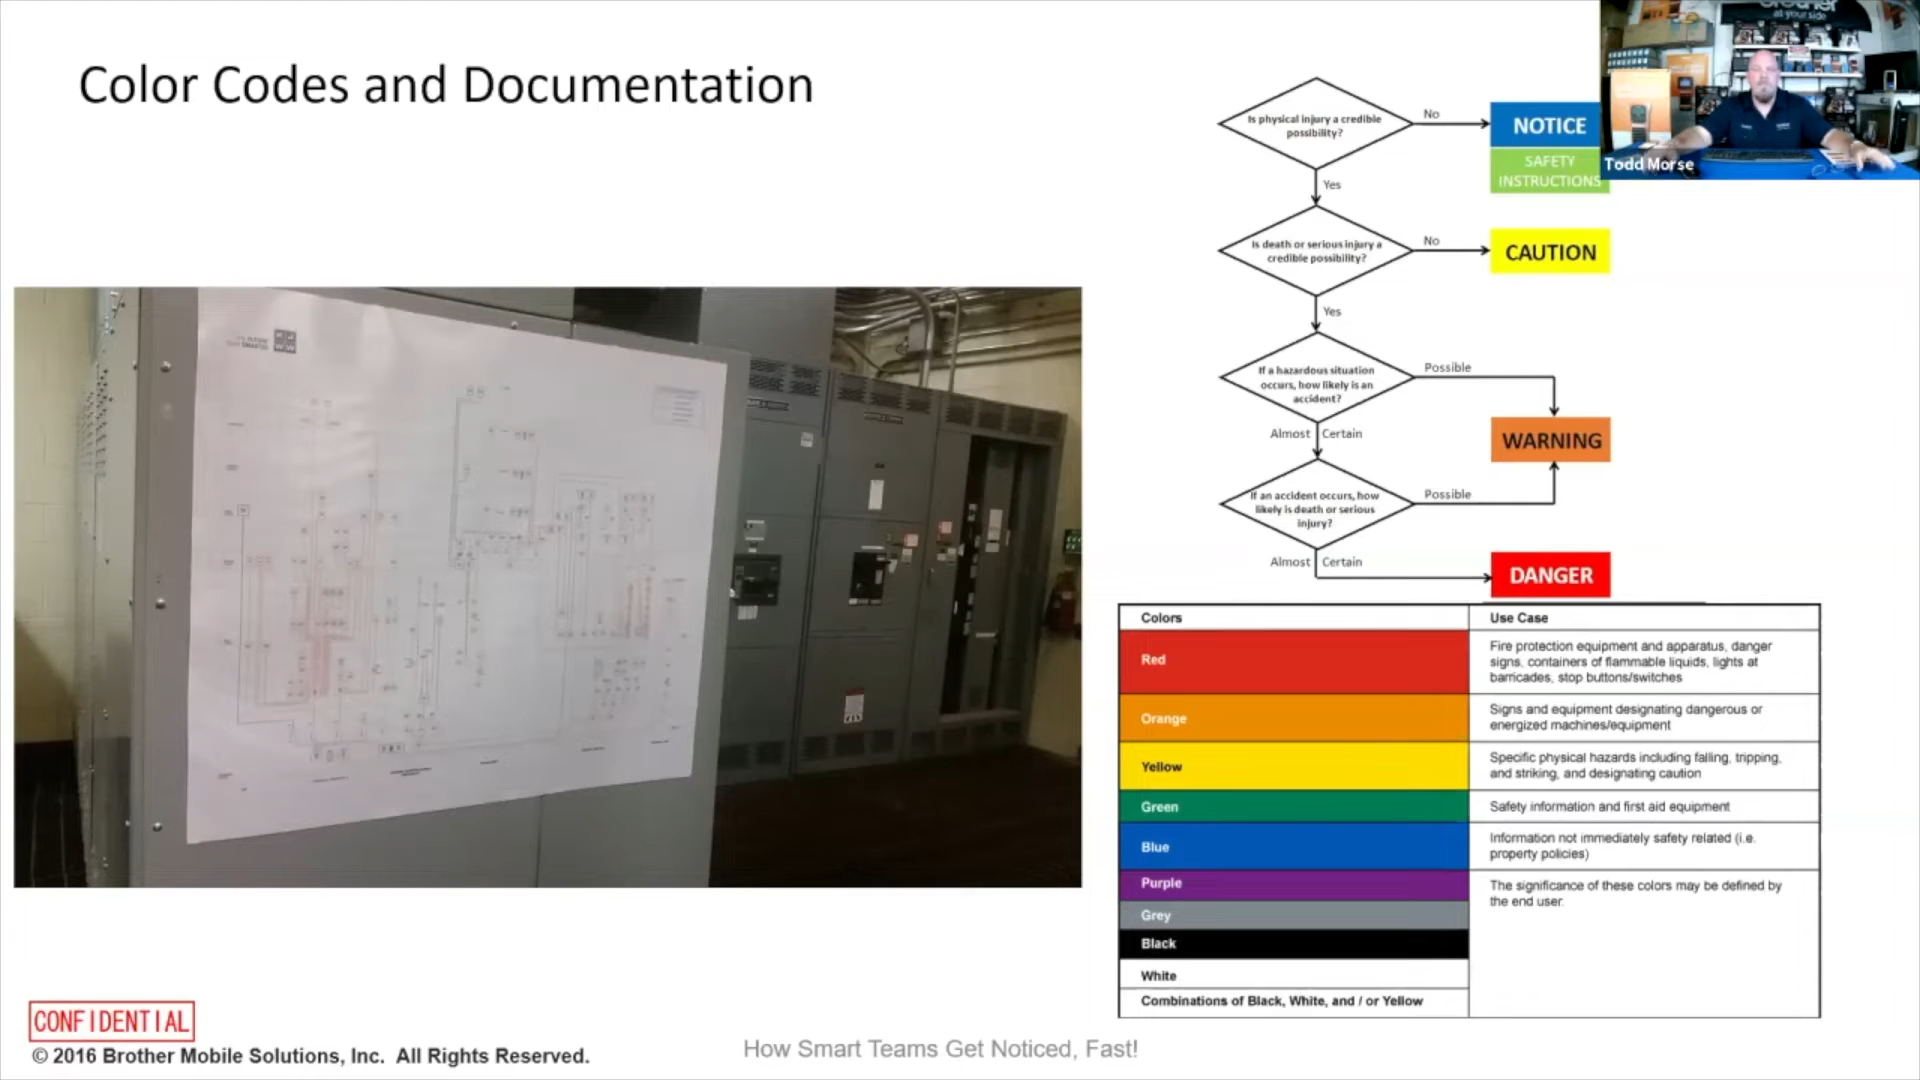 Color Codes and Documentation
at your side
Todd Morse
Is physical injury a credible
possibility?
No
NOTICE
SAFETY
INSTRUCTIONS
Yes
Is death or serious injury a
credible possibility?
No
CAUTION
Yes
If a hazardous situation
occurs, how likely is an
accident?
Possible
WARNING
Almost Certain
If an accident occurs, how
likely is death or serious
injury?
Possible
Almost Certain
DANGER
Colors Use Case
Red
Fire protection equipment and apparatus, danger
signs, containers of flammable liquids, lights at
barricades, stop buttons/switches
Orange
Signs and equipment designating dangerous or
energized machines/equipment
Yellow
Specific physical hazards including falling, tripping,
and striking, and designating caution
Green
Safety information and first aid equipment
Blue
Information not immediately safety related (i.e.
property policies)
Purple
The significance of these colors may be defined by
the end user.
Grey
Black
White
Combinations of Black, White, and / or Yellow
CONFIDENTIAL
© 2016 Brother Mobile Solutions, Inc. All Rights Reserved.
How Smart Teams Get Noticed, Fast!